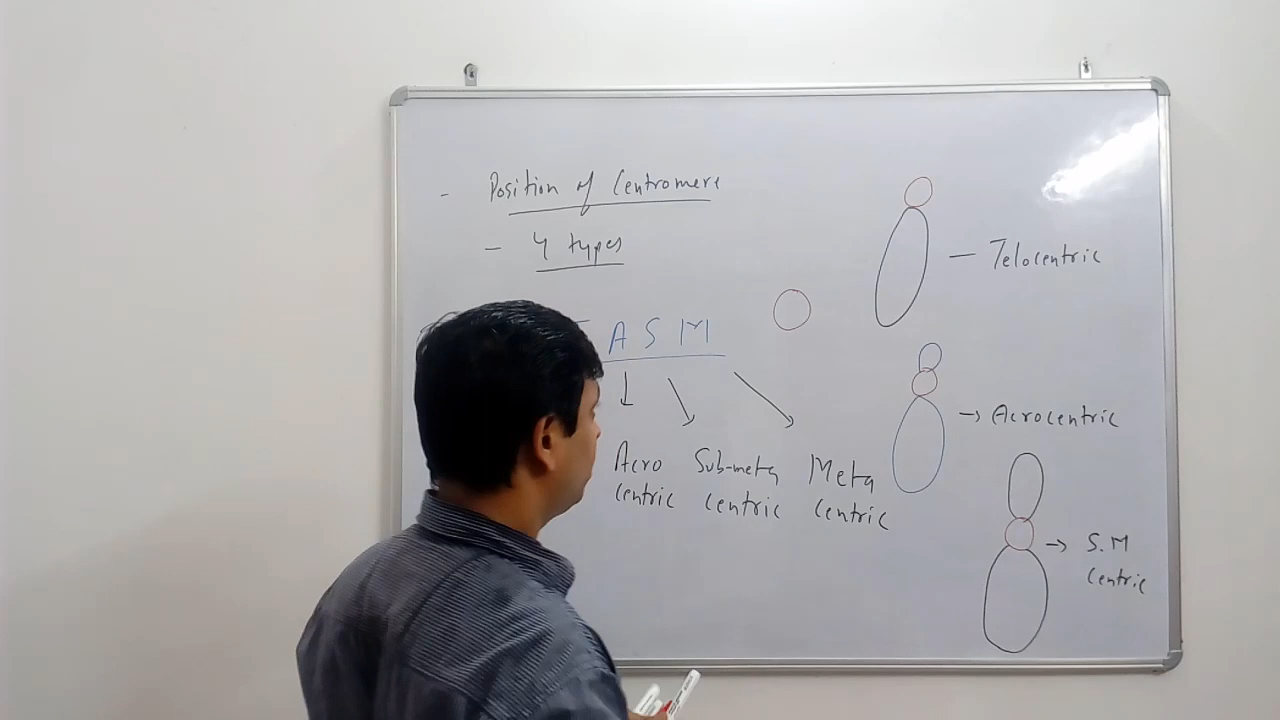 - Position of Centromere
- 4 types
A S M
Acro centric
Sub-meta centric
Meta centric
- Telocentric
→ Acrocentric
→ S.M centric